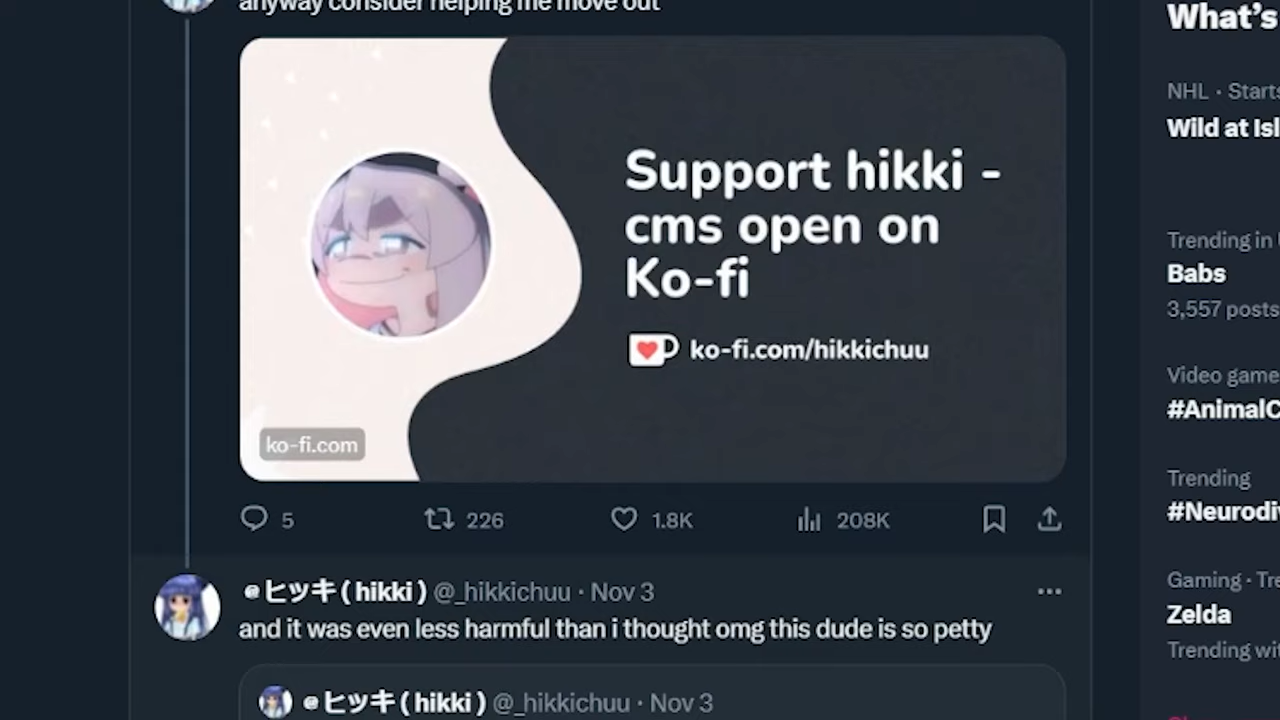 anyway consider helping me move out
Support hikki -
cms open on
Ko-fi
ko-fi.com/hikkichuu
ko-fi.com
5 226 1.8K 208K
@ヒッキ ( hikki ) @_hikkichuu · Nov 3
and it was even less harmful than i thought omg this dude is so petty
@ヒッキ ( hikki ) @_hikkichuu · Nov 3
What's
NHL · Starts
Wild at Isl
Trending in
Babs
3,557 posts
Video game
#AnimalC
Trending
#Neurodiv
Gaming · Tre
Zelda
Trending wit